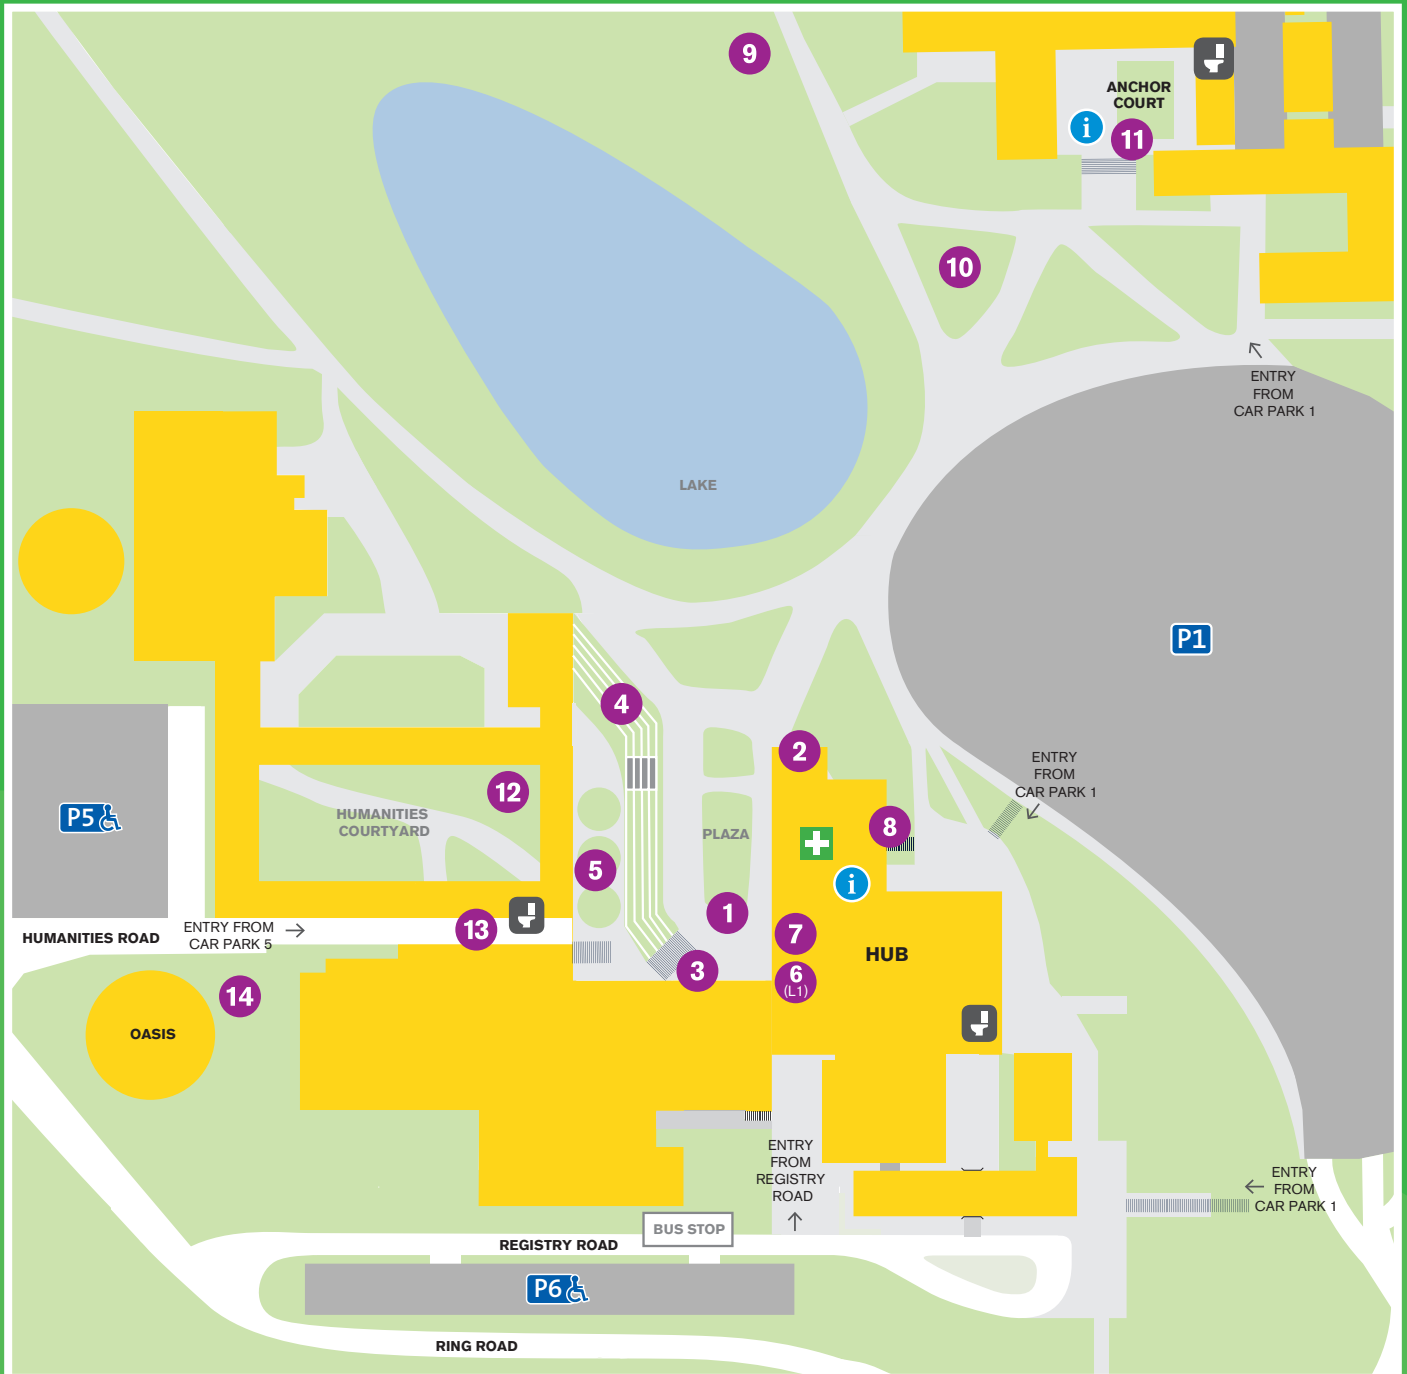 9
ANCHOR
COURT
i
11
10
ENTRY
FROM
CAR PARK 1
LAKE
P1
4
2
ENTRY
FROM
CAR PARK 1
12
HUMANITIES
COURTYARD
P5
PLAZA
8
5
i
1
13
7
ENTRY FROM
CAR PARK 5
HUMANITIES ROAD
HUB
3
6
(L1)
14
OASIS
ENTRY
FROM
REGISTRY
ROAD
ENTRY
FROM
CAR PARK 1
BUS STOP
REGISTRY ROAD
P6
RING ROAD